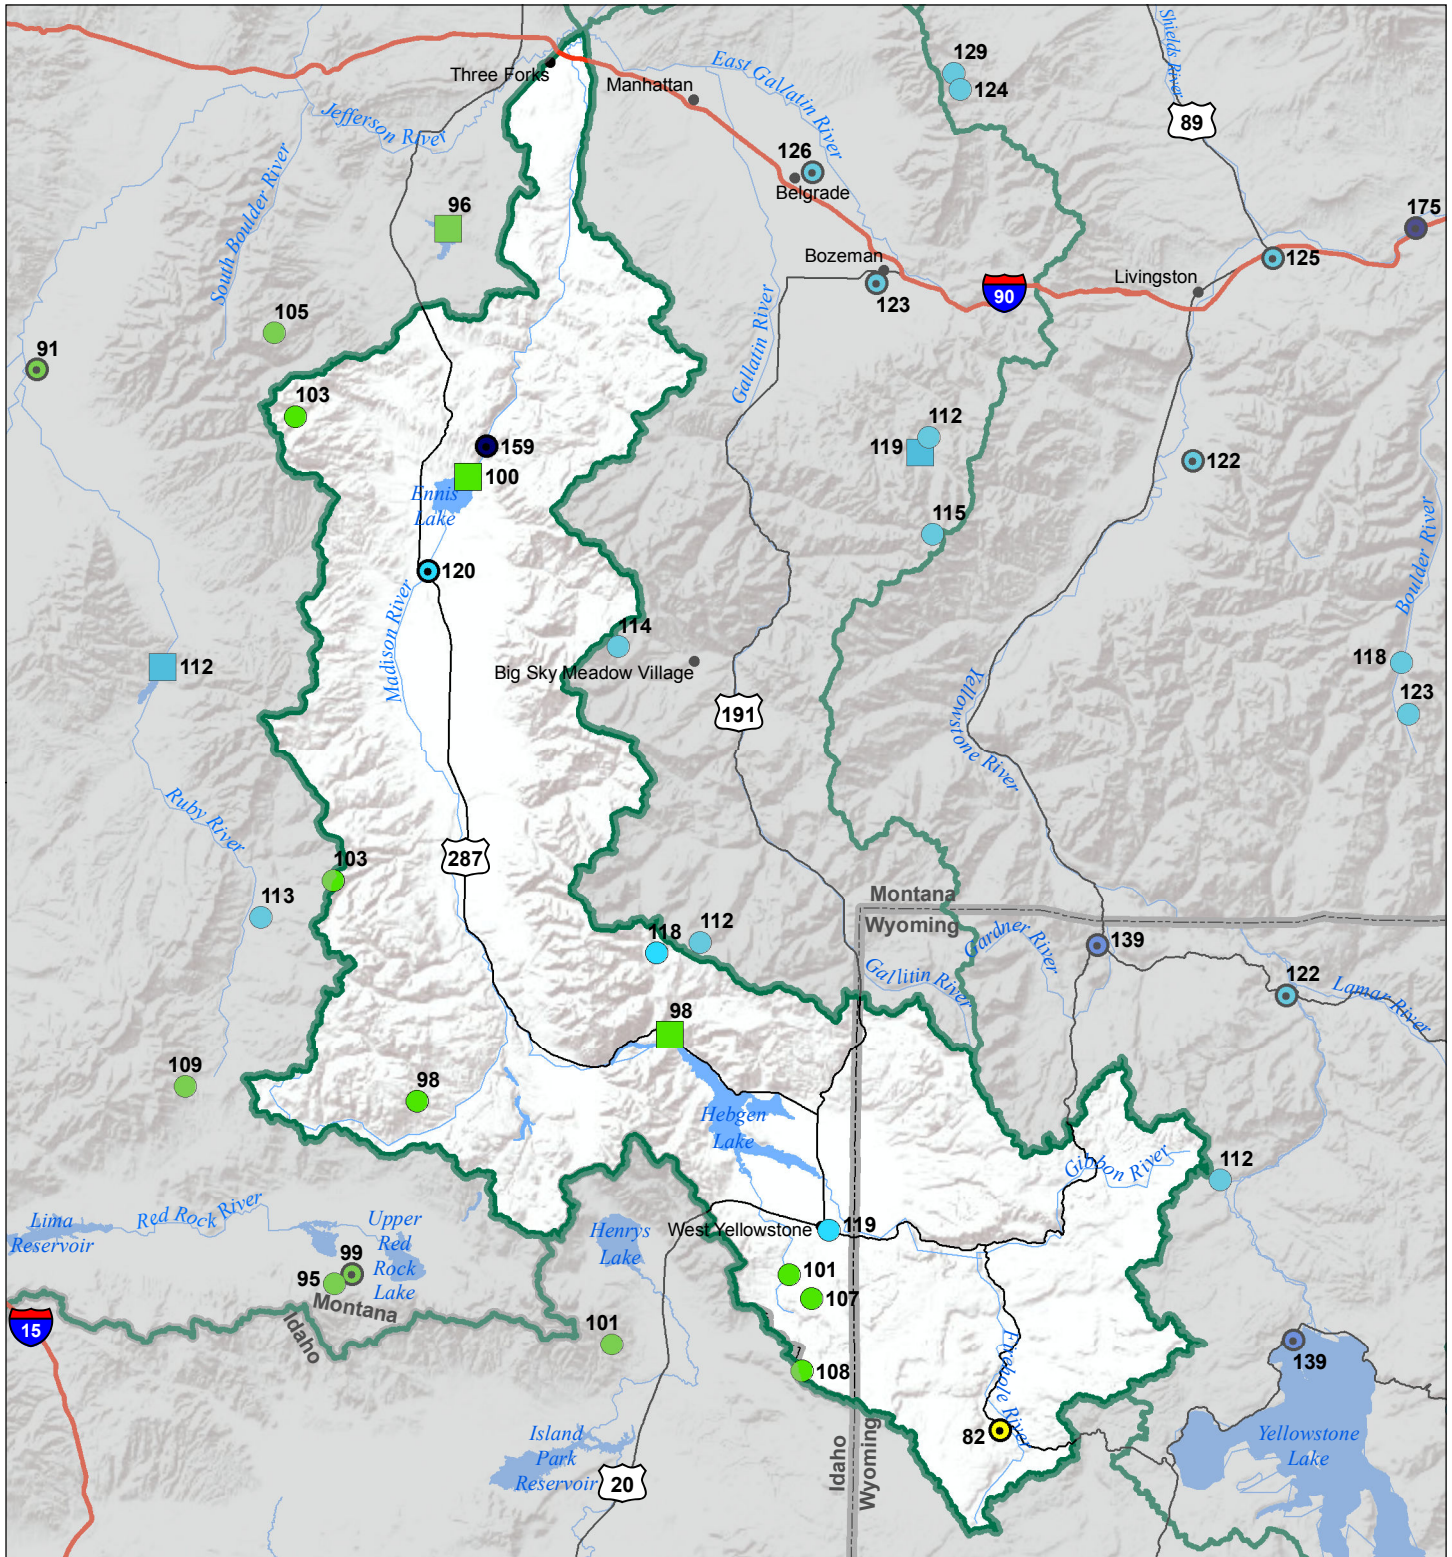 Shields River
129
124
Three Forks
Manhattan
East Gallatin River
Jefferson River
89
126
Belgrade
South Boulder River
96
175
Bozeman
125
Livingston
123
90
105
Gallatin River
91
103
112
119
159
122
100
Ennis
Lake
115
Boulder River
120
Madison River
114
118
Big Sky Meadow Village
112
123
191
Yellowstone River
Ruby River
287
103
113
Montana
Wyoming
118
112
Gardner River
139
Gallitin River
122
Lamar River
98
109
98
Hebgen
Lake
Gibbon River
112
Lima
Reservoir
Red Rock River
Upper
Red
Rock
Lake
Henrys
Lake
West Yellowstone
119
99
95
101
107
Montana
Idaho
15
101
108
Firehole River
139
82
Island
Park
Reservoir
Idaho
Wyoming
Yellowstone
Lake
20